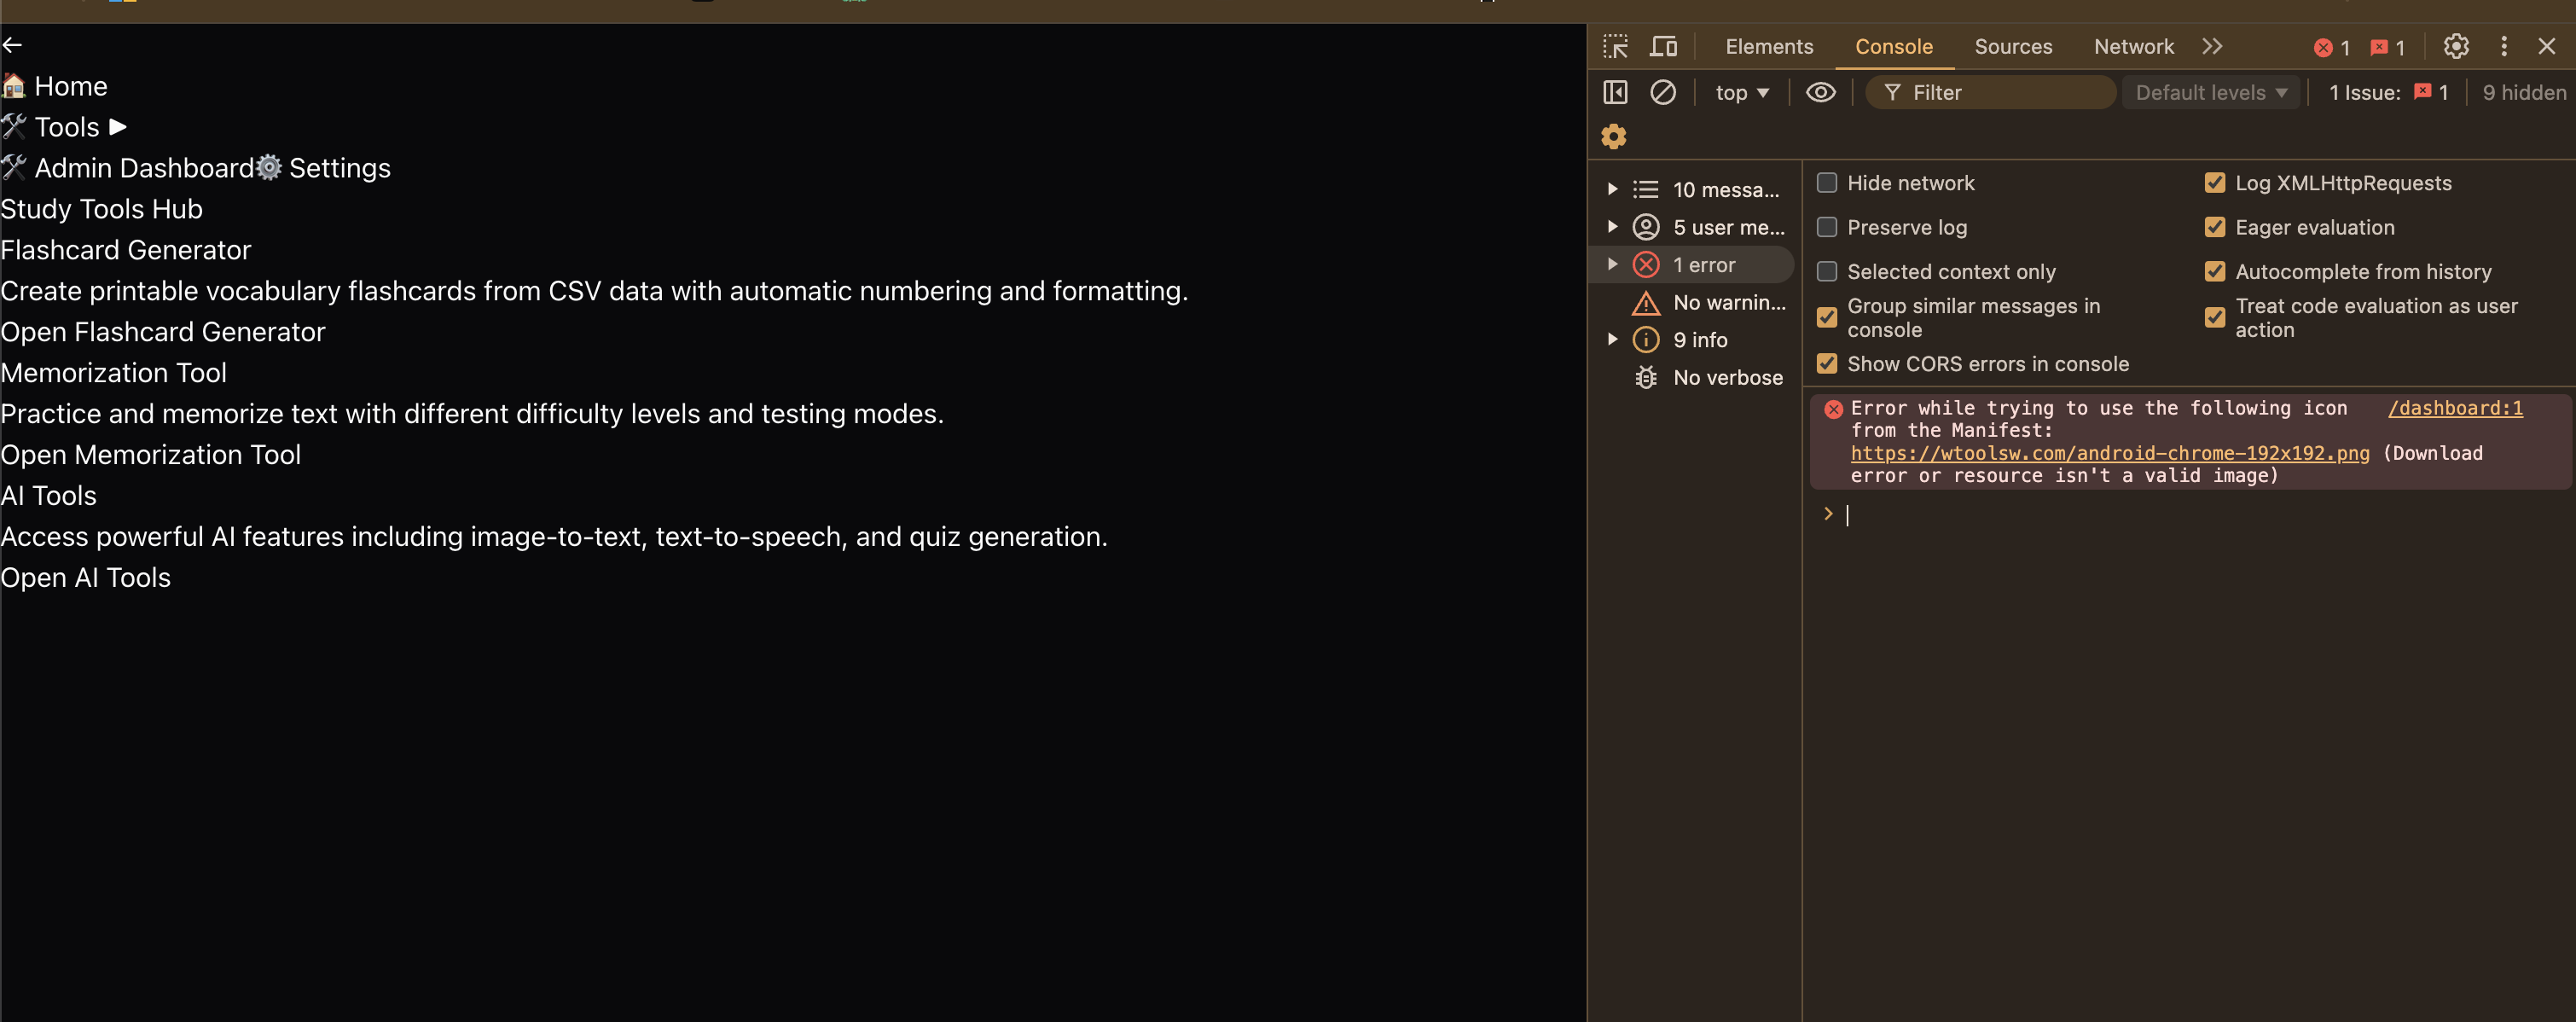 ←
🏠 Home
🛠 Tools ▶
🛠 Admin Dashboard⚙ Settings
Study Tools Hub
Flashcard Generator
Create printable vocabulary flashcards from CSV data with automatic numbering and formatting.
Open Flashcard Generator
Memorization Tool
Practice and memorize text with different difficulty levels and testing modes.
Open Memorization Tool
AI Tools
Access powerful AI features including image-to-text, text-to-speech, and quiz generation.
Open AI Tools
Elements Console Sources Network 1 1
top Filter Default levels 1 Issue: 1 9 hidden
10 messa...
5 user me...
1 error
No warnin...
9 info
No verbose
Hide network
Log XMLHttpRequests
Preserve log
Eager evaluation
Selected context only
Autocomplete from history
Group similar messages in
console
Treat code evaluation as user
action
Show CORS errors in console
Error while trying to use the following icon /dashboard:1
from the Manifest:
https://wtoolsw.com/android-chrome-192x192.png (Download
error or resource isn't a valid image)